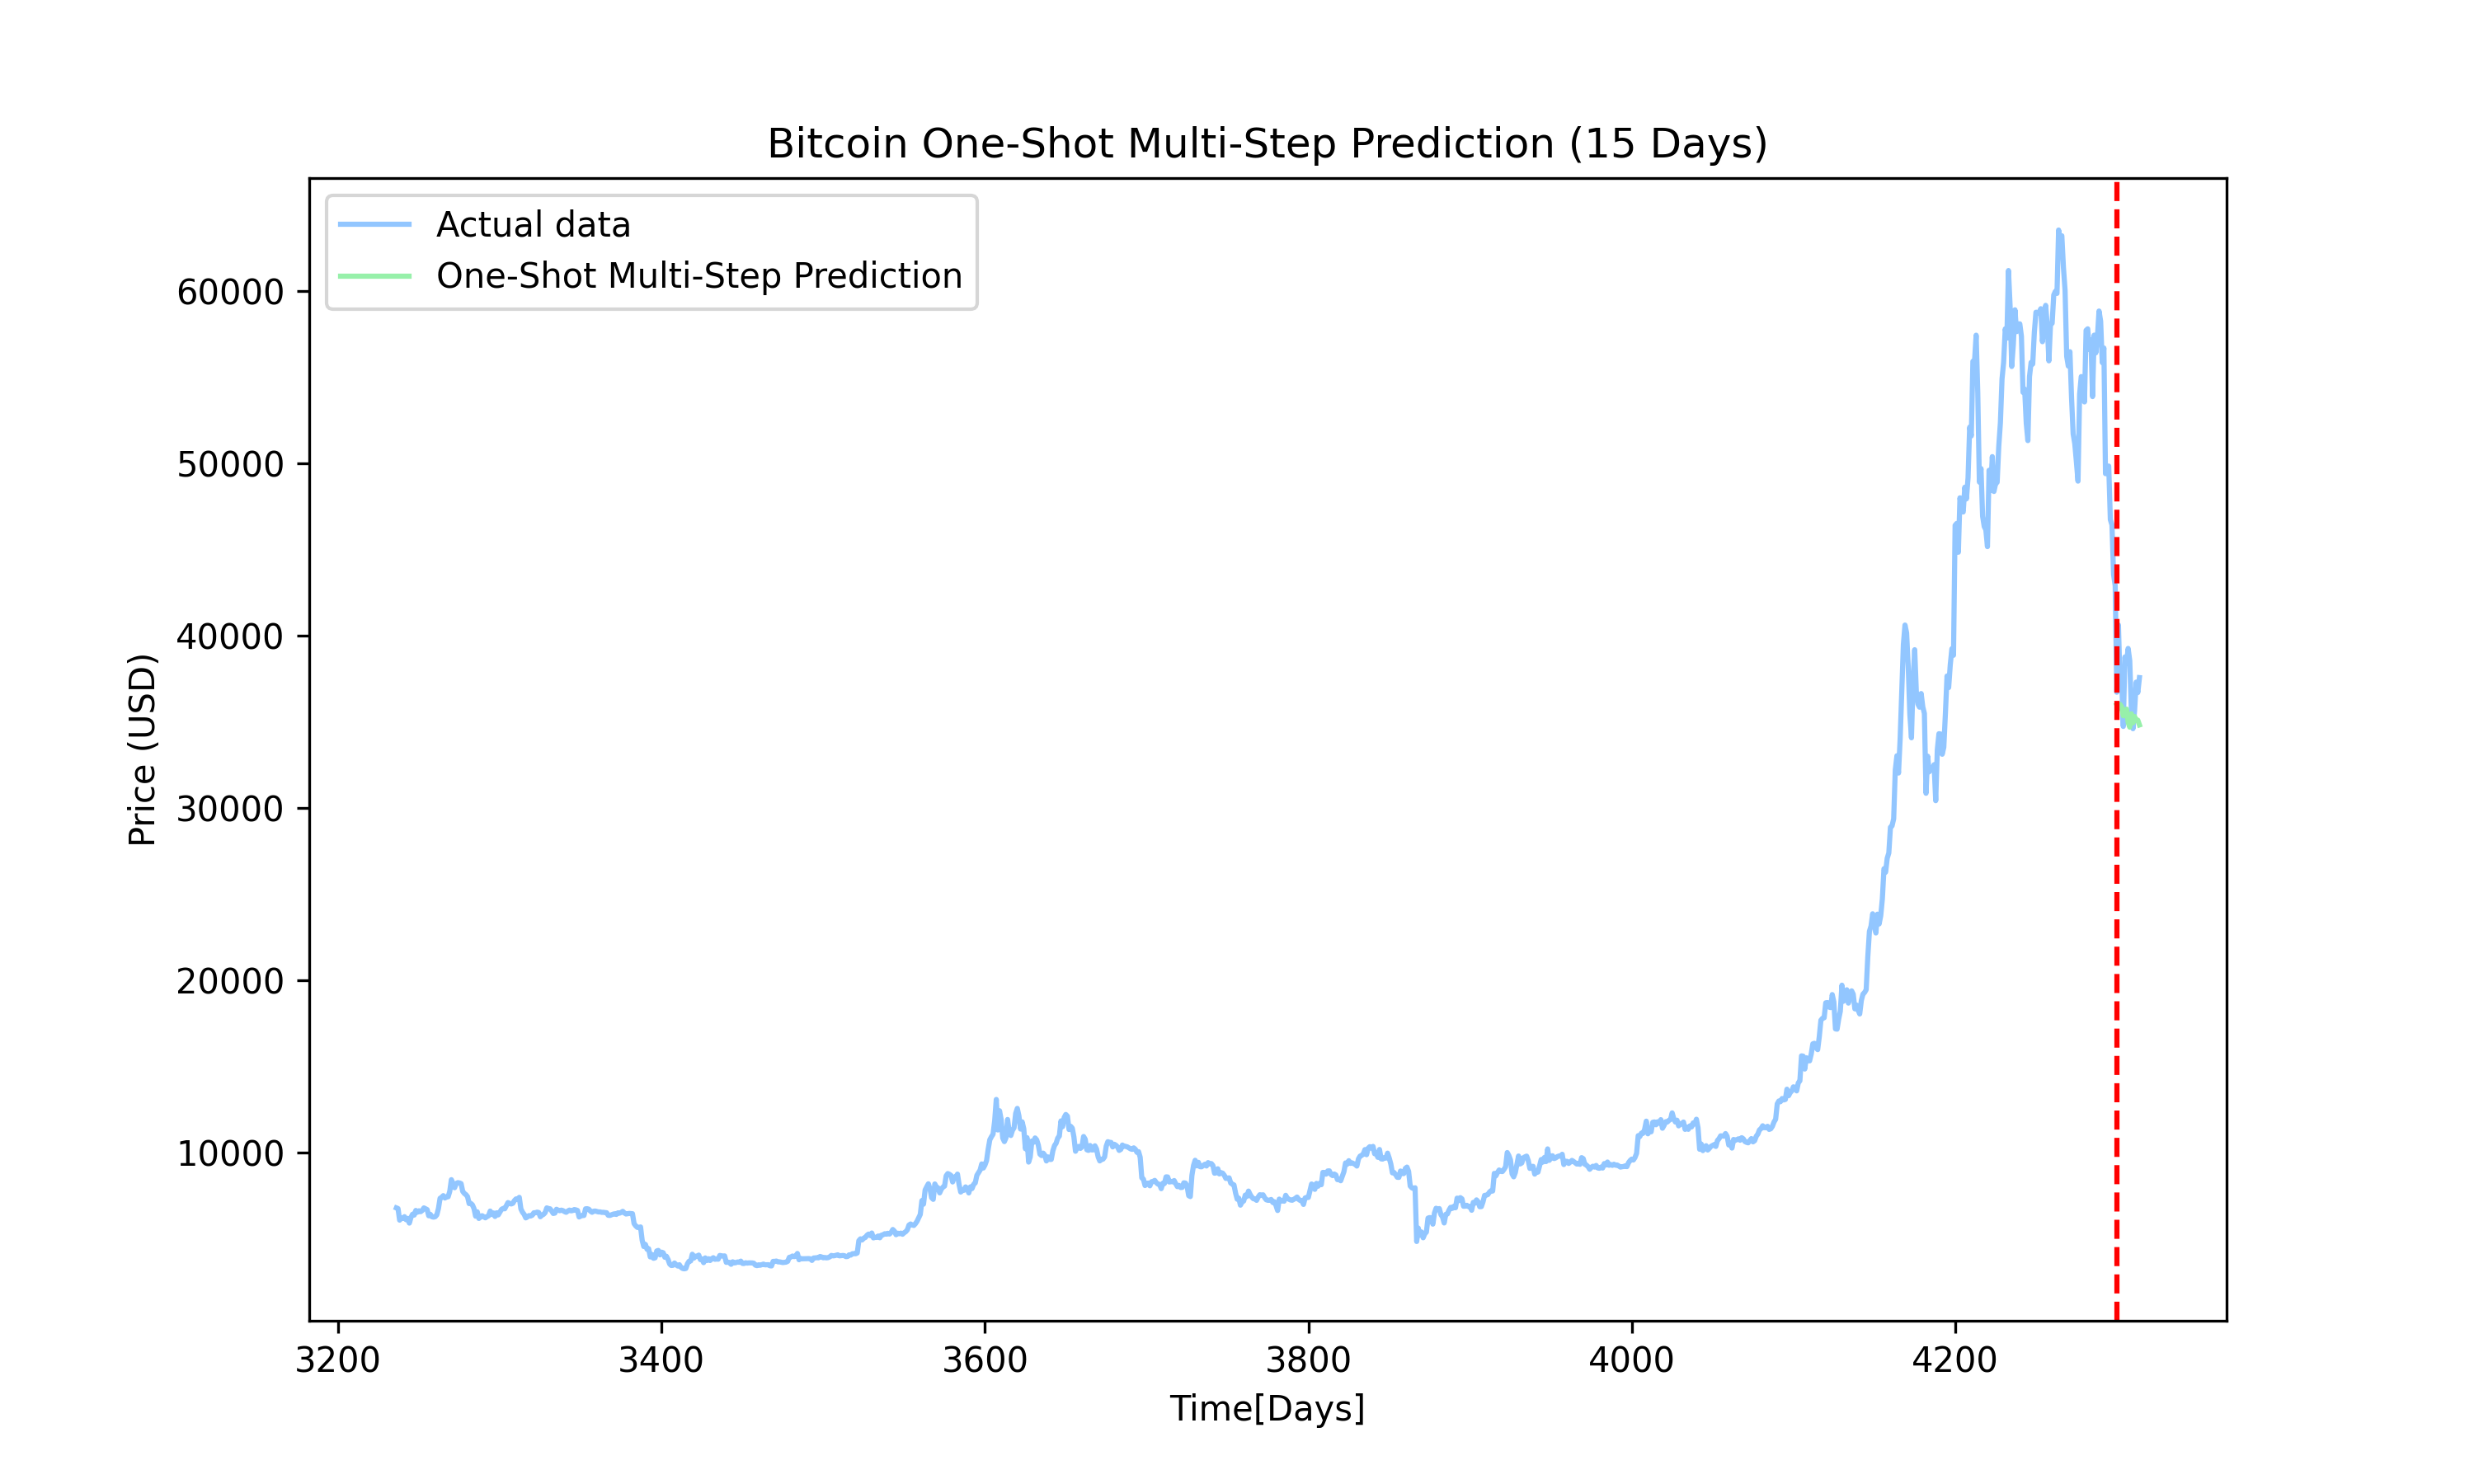 Bitcoin One-Shot Multi-Step Prediction (15 Days)
Actual data
One-Shot Multi-Step Prediction
60000
50000
40000
30000
20000
10000
Price (USD)
3200 3400 3600 3800 4000 4200
Time[Days]